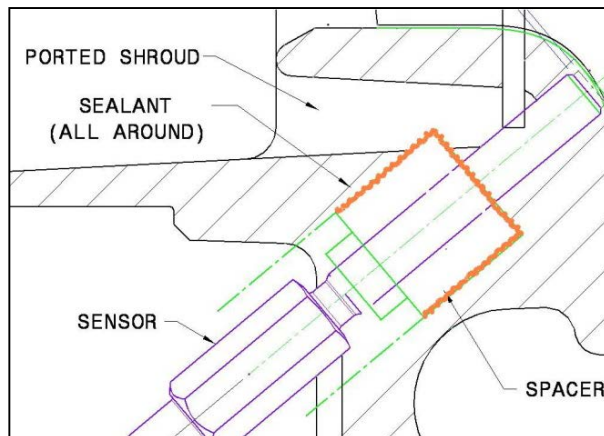 PORTED SHROUD
SEALANT
(ALL AROUND)
SENSOR
SPACER